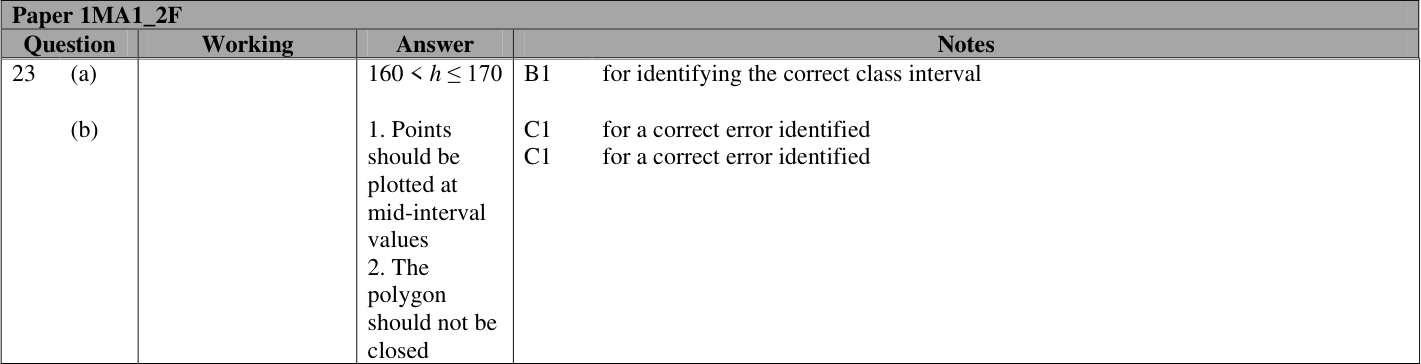 Paper 1MA1_2F
Question Working Answer Notes
23 (a) 160 < h ≤ 170 B1 for identifying the correct class interval
(b) 1. Points C1 for a correct error identified
should be C1 for a correct error identified
plotted at
mid-interval
values
2. The
polygon
should not be
closed